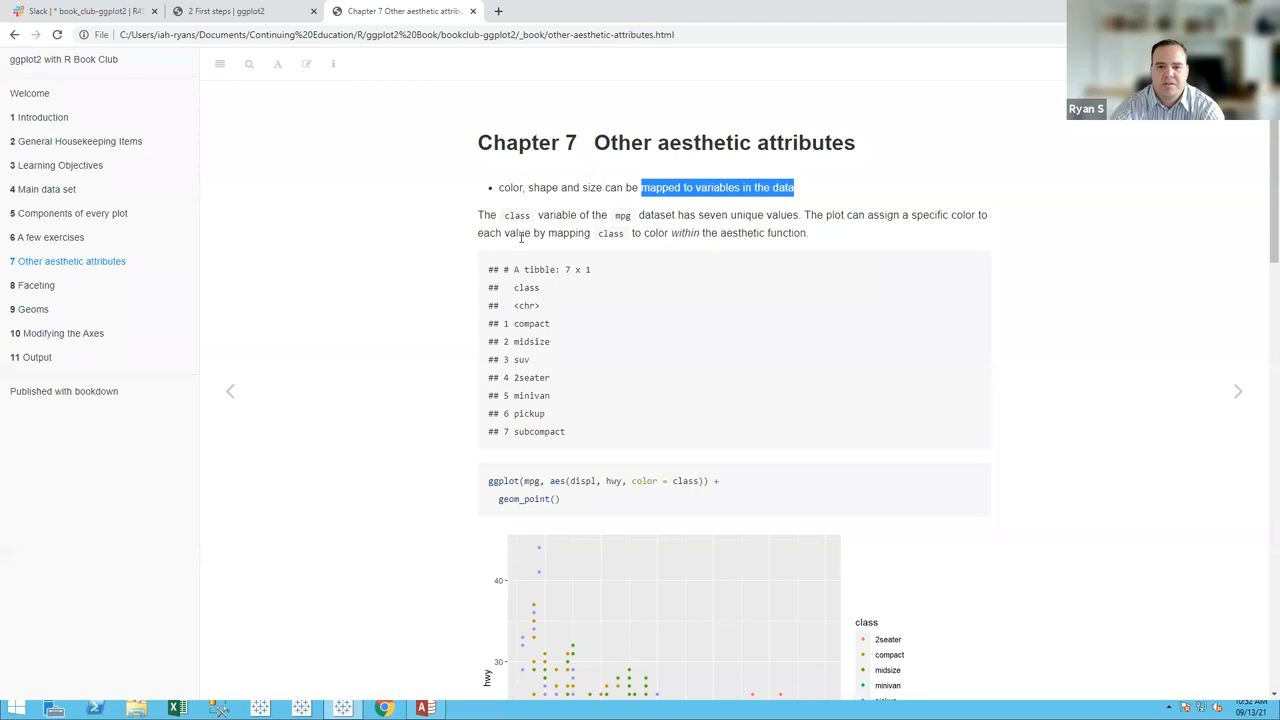 Slack | * book_club-ggplot2 | R4I
2 First steps | ggplot2
Chapter 7 Other aesthetic attributes
File
C:/Users/iah-ryans/Documents/Continuing%20Education/R/ggplot2%20Book/bookclub-ggplot2/_book/other-aesthetic-attributes.html
Ryan S
ggplot2 with R Book Club
Welcome
1 Introduction
2 General Housekeeping Items
3 Learning Objectives
4 Main data set
5 Components of every plot
6 A few exercises
7 Other aesthetic attributes
8 Faceting
9 Geoms
10 Modifying the Axes
11 Output
Published with bookdown
Chapter 7 Other aesthetic attributes
• color, shape and size can be mapped to variables in the data
The class variable of the mpg dataset has seven unique values. The plot can assign a specific color to
each value by mapping class to color within the aesthetic function.
## # A tibble: 7 x 1
## class
## <chr>
## 1 compact
## 2 midsize
## 3 suv
## 4 2seater
## 5 minivan
## 6 pickup
## 7 subcompact
ggplot(mpg, aes(displ, hwy, color = class)) +
geom_point()
40
30
hwy
class
2seater
compact
midsize
minivan
10:52 AM
09/13/21